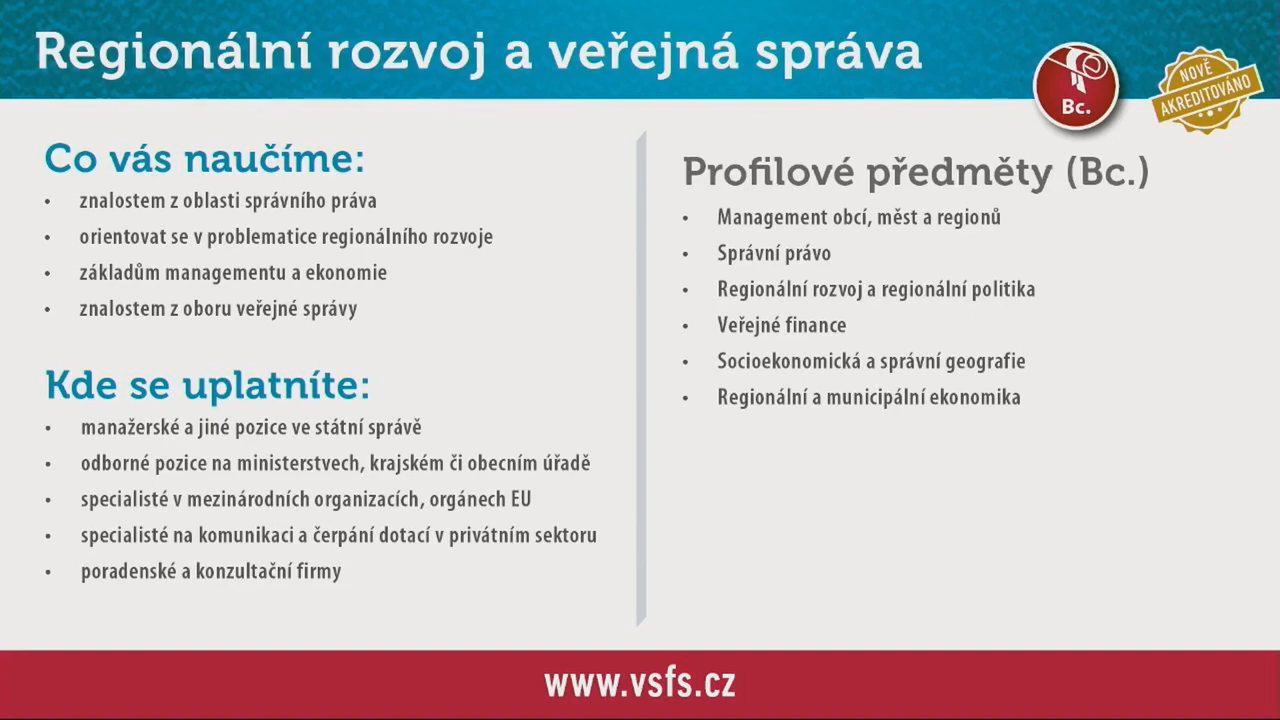 Regionální rozvoj a veřejná správa
Bc.
NOVĚ
AKREDITOVÁNO
Co vás naučíme:
• znalostem z oblasti správního práva
• orientovat se v problematice regionálního rozvoje
• základům managementu a ekonomie
• znalostem z oboru veřejné správy
Kde se uplatníte:
• manažerské a jiné pozice ve státní správě
• odborné pozice na ministerstvech, krajském či obecním úřadě
• specialisté v mezinárodních organizacích, orgánech EU
• specialisté na komunikaci a čerpání dotací v privátním sektoru
• poradenské a konzultační firmy
Profilové předměty (Bc.)
• Management obcí, měst a regionů
• Správní právo
• Regionální rozvoj a regionální politika
• Veřejné finance
• Socioekonomická a správní geografie
• Regionální a municipální ekonomika
www.vsfs.cz